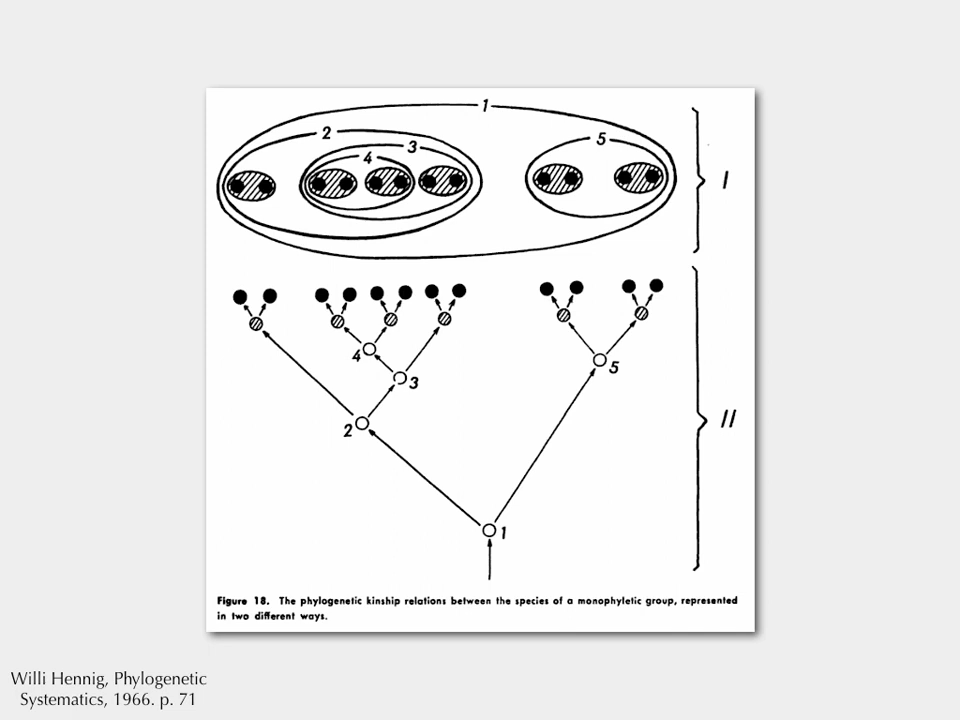 1
2
3
4
5
I
4
3
5
2
II
1
Figure 18. The phylogenetic kinship relations between the species of a monophyletic group, represented
in two different ways.
Willi Hennig, Phylogenetic
Systematics, 1966. p. 71